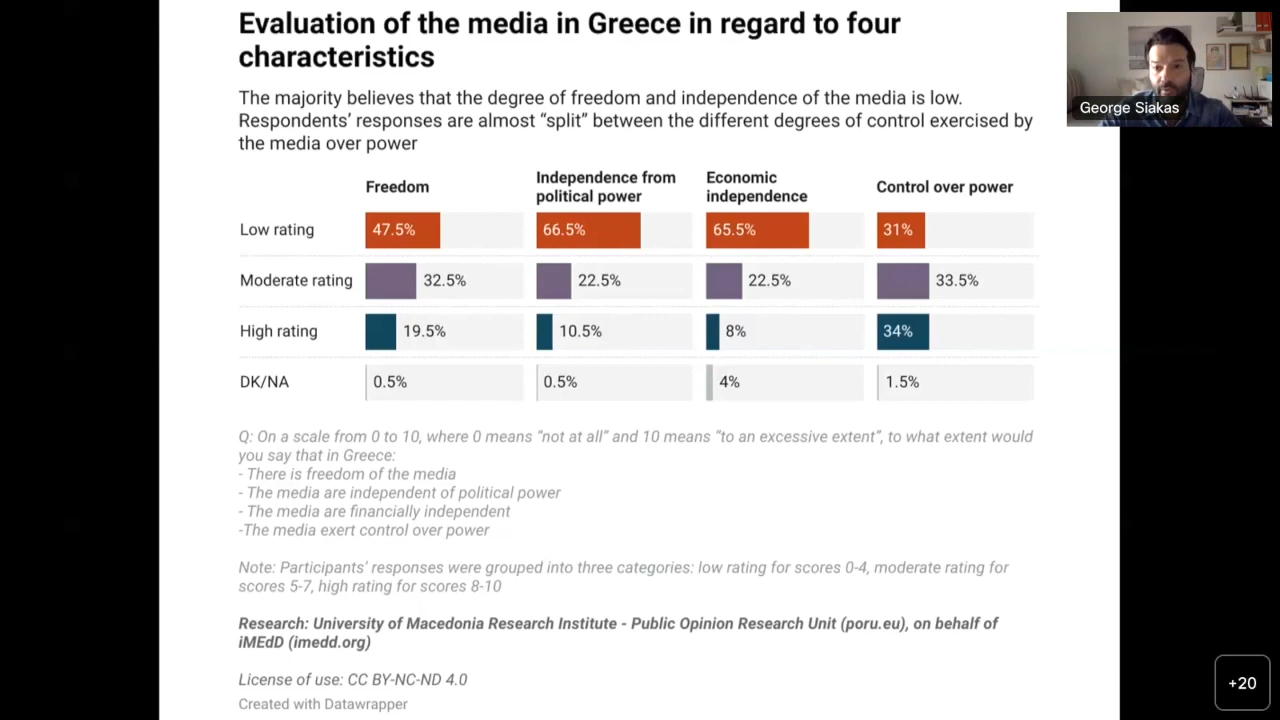 Evaluation of the media in Greece in regard to four
characteristics
The majority believes that the degree of freedom and independence of the media is low.
Respondents' responses are almost “split” between the different degrees of control exercised by
the media over power
Freedom
Independence from
political power
Economic
independence
Control over power
Low rating 47.5% 66.5% 65.5% 31%
Moderate rating 32.5% 22.5% 22.5% 33.5%
High rating 19.5% 10.5% 8% 34%
DK/NA 0.5% 0.5% 4% 1.5%
Q: On a scale from 0 to 10, where 0 means “not at all” and 10 means “to an excessive extent”, to what extent would
you say that in Greece:
- There is freedom of the media
- The media are independent of political power
- The media are financially independent
-The media exert control over power
Note: Participants' responses were grouped into three categories: low rating for scores 0-4, moderate rating for
scores 5-7, high rating for scores 8-10
Research: University of Macedonia Research Institute - Public Opinion Research Unit (poru.eu), on behalf of
iMEdD (imedd.org)
License of use: CC BY-NC-ND 4.0
Created with Datawrapper
George Siakas
+20